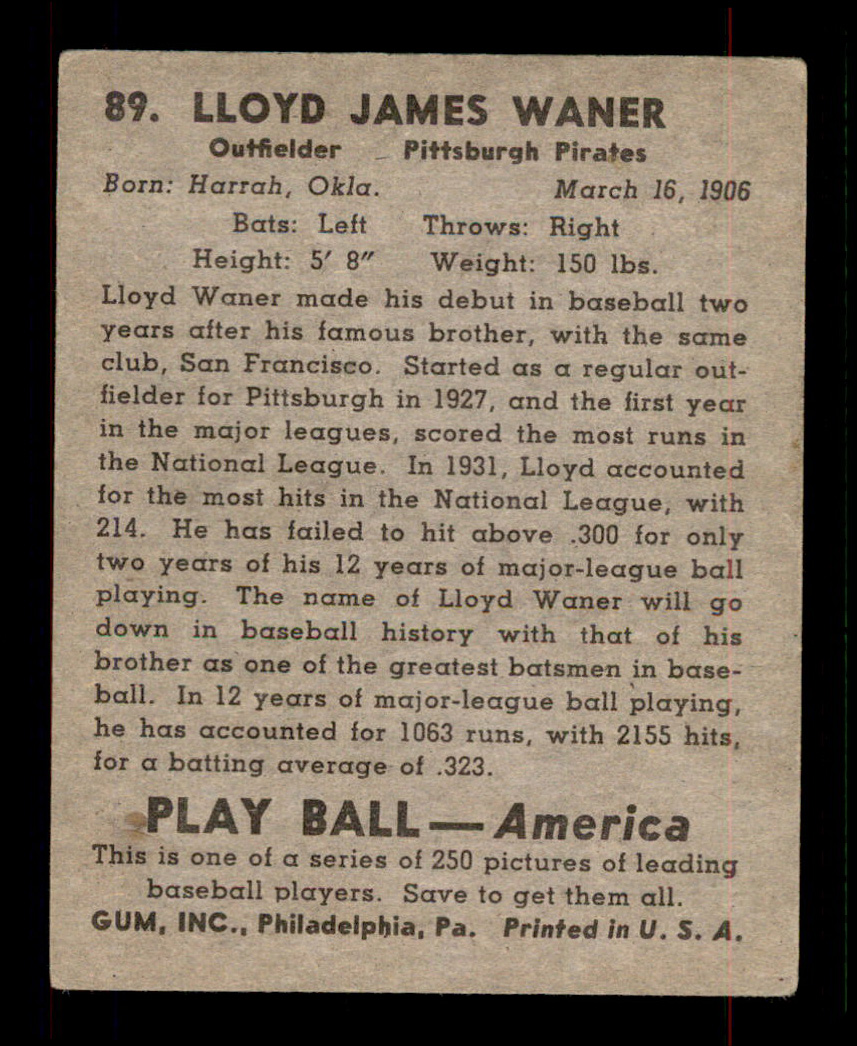 89. LLOYD JAMES WANER
Outfielder Pittsburgh Pirates
Born: Harrah, Okla. March 16, 1906
Bats: Left Throws: Right
Height: 5′ 8″ Weight: 150 lbs.
Lloyd Waner made his debut in baseball two
years after his famous brother, with the same
club, San Francisco. Started as a regular out-
fielder for Pittsburgh in 1927, and the first year
in the major leagues, scored the most runs in
the National League. In 1931, Lloyd accounted
for the most hits in the National League, with
214. He has failed to hit above .300 for only
two years of his 12 years of major-league ball
playing. The name of Lloyd Waner will go
down in baseball history with that of his
brother as one of the greatest batsmen in base-
ball. In 12 years of major-league ball playing,
he has accounted for 1063 runs, with 2155 hits,
for a batting average of .323.
PLAY BALL — America
This is one of a series of 250 pictures of leading
baseball players. Save to get them all.
GUM, INC., Philadelphia, Pa. Printed in U. S. A.